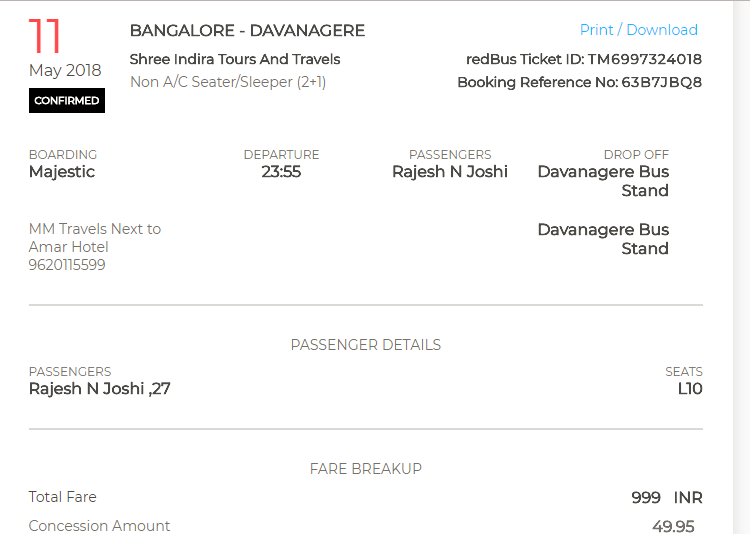 11
May 2018
CONFIRMED
BANGALORE - DAVANAGERE
Print / Download
Shree Indira Tours And Travels
redBus Ticket ID: TM6997324018
Non A/C Seater/Sleeper (2+1)
Booking Reference No: 63B7JBQ8
BOARDING DEPARTURE PASSENGERS DROP OFF
Majestic 23:55 Rajesh N Joshi Davanagere Bus
Stand
MM Travels Next to Davanagere Bus
Amar Hotel Stand
9620115599
PASSENGER DETAILS
PASSENGERS SEATS
Rajesh N Joshi ,27 L10
FARE BREAKUP
Total Fare 999 INR
Concession Amount 49.95